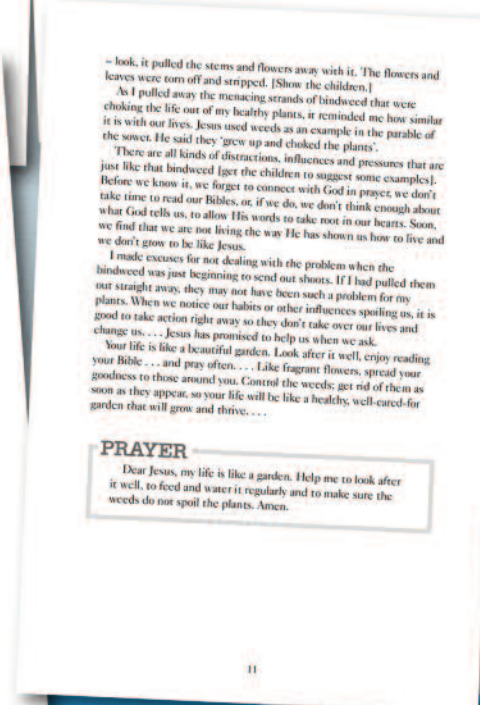 – look, it pulled the stems and flowers away with it. The flowers and
leaves were torn off and stripped. [Show the children.]
As I pulled away the menacing strands of bindweed that were
choking the life out of my healthy plants, it reminded me how similar
it is with our lives. Jesus used weeds as an example in the parable of
the sower. He said they ‘grew up and choked the plants’.
There are all kinds of distractions, influences and pressures that are
just like that bindweed [get the children to suggest some examples].
Before we know it, we forget to connect with God in prayer, we don’t
take time to read our Bibles, or, if we do, we don’t think enough about
what God tells us, to allow His words to take root in our hearts. Soon,
we find that we are not living the way He has shown us how to live and
we don’t grow to be like Jesus.
I made excuses for not dealing with the problem when the
bindweed was just beginning to send out shoots. If I had pulled them
out straight away, they may not have been such a problem for my
plants. When we notice our habits or other influences spoiling us, it is
good to take action right away so they don’t take over our lives and
change us. . . . Jesus has promised to help us when we ask.
Your life is like a beautiful garden. Look after it well, enjoy reading
your Bible . . . and pray often. . . . Like fragrant flowers, spread your
goodness to those around you. Control the weeds; get rid of them as
soon as they appear, so your life will be like a healthy, well-cared-for
garden that will grow and thrive. . . .
PRAYER
Dear Jesus, my life is like a garden. Help me to look after
it well, to feed and water it regularly and to make sure the
weeds do not spoil the plants. Amen.
11